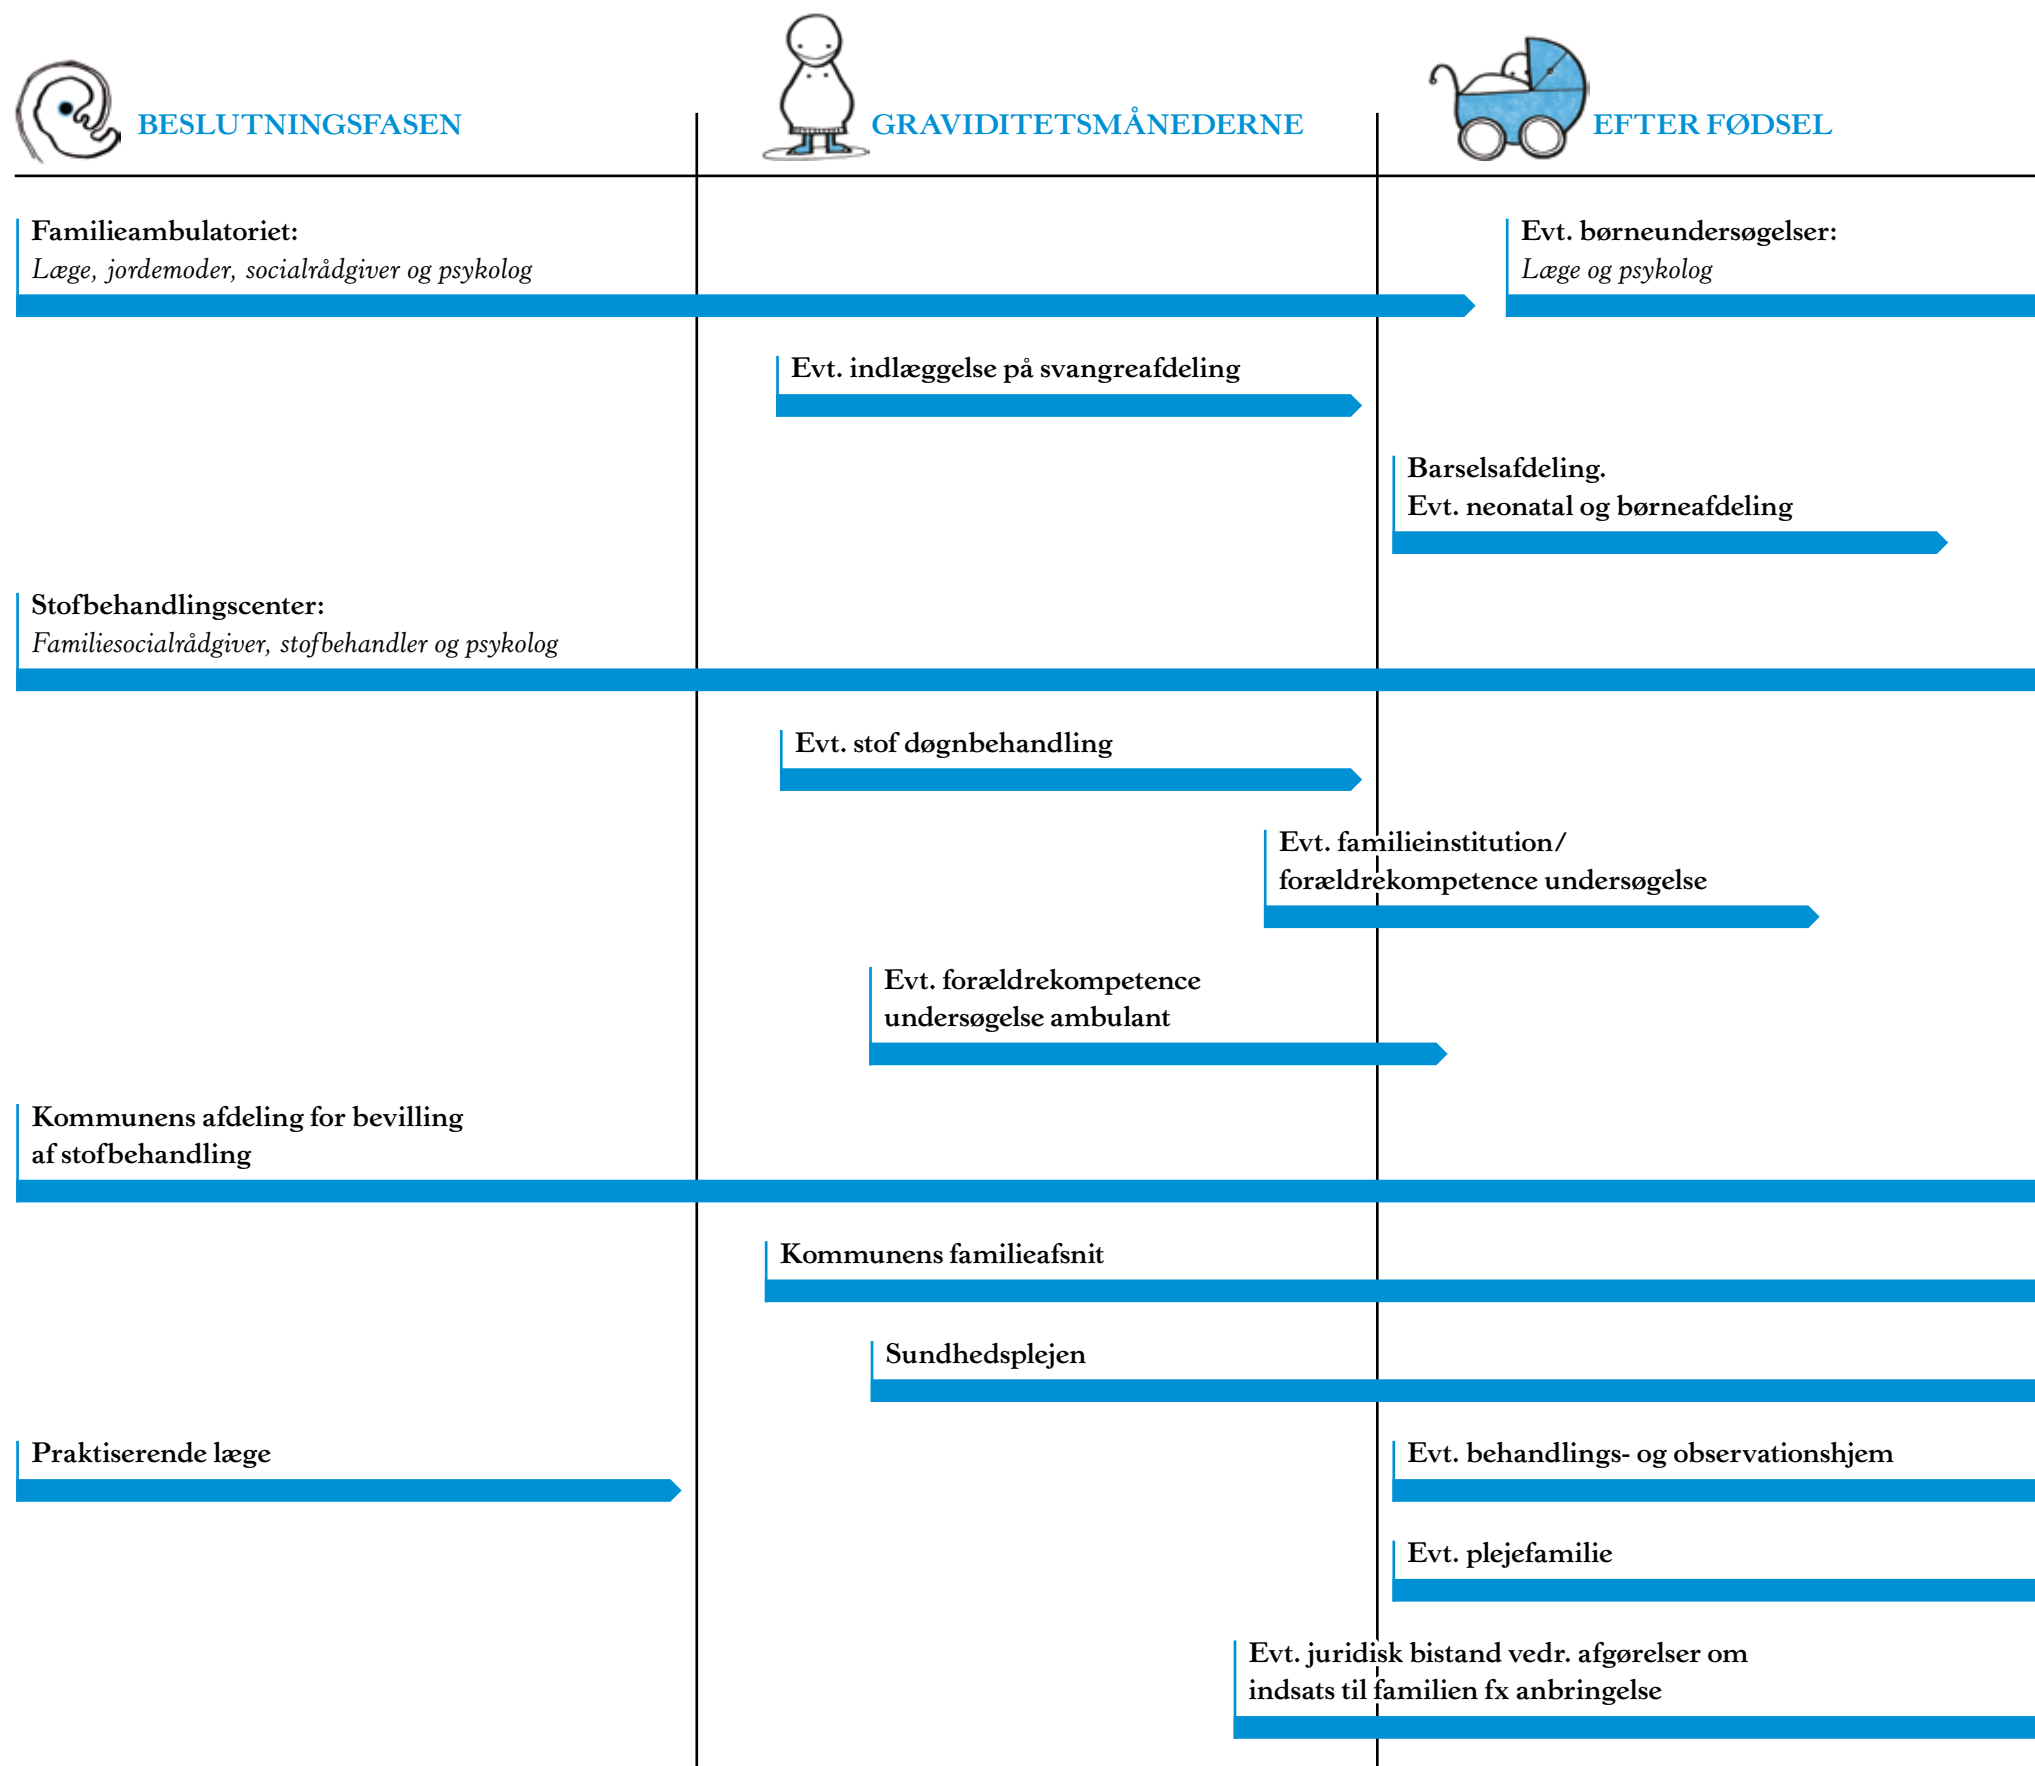 BESLUTNINGSFASEN
GRAVIDITETSMÅNEDERNE
EFTER FØDSEL
Familieambulatoriet:
Læge, jordemoder, socialrådgiver og psykolog
Evt. børneundersøgelser:
Læge og psykolog
Evt. indlæggelse på svangreafdeling
Barselsafdeling.
Evt. neonatal og børneafdeling
Stofbehandlingscenter:
Familiesocialrådgiver, stofbehandler og psykolog
Evt. stof døgnbehandling
Evt. familieinstitution/
forældrekompetence undersøgelse
Evt. forældrekompetence
undersøgelse ambulant
Kommunens afdeling for bevilling
af stofbehandling
Kommunens familieafsnit
Sundhedsplejen
Praktiserende læge
Evt. behandlings- og observationshjem
Evt. plejefamilie
Evt. juridisk bistand vedr. afgørelser om
indsats til familien fx anbringelse